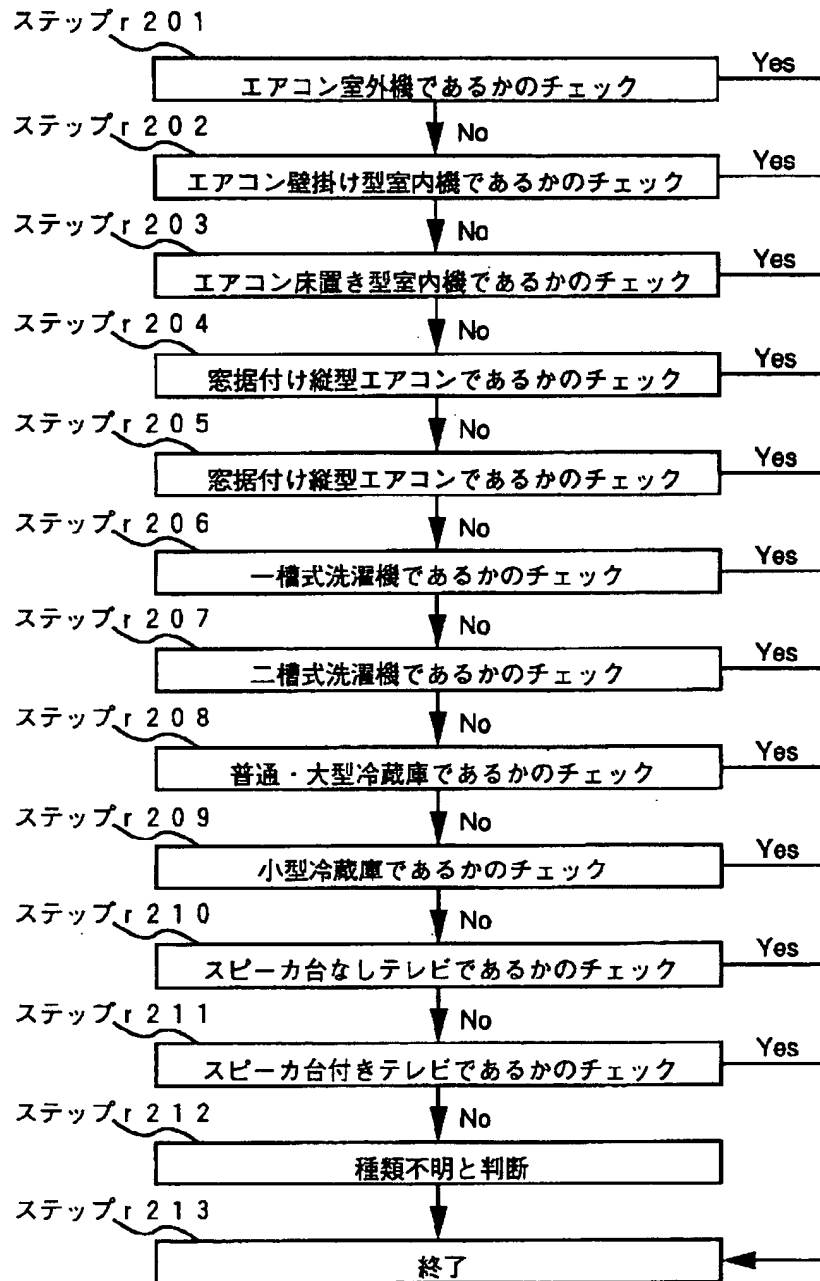 ステップｒ２０１
Yes
エアコン室外機であるかのチェック
No
ステップｒ２０２
Yes
エアコン壁掛け型室内機であるかのチェック
No
ステップｒ２０３
Yes
エアコン床置き型室内機であるかのチェック
No
ステップｒ２０４
Yes
窓据付け縦型エアコンであるかのチェック
No
ステップｒ２０５
Yes
窓据付け縦型エアコンであるかのチェック
No
ステップｒ２０６
Yes
一槽式洗濯機であるかのチェック
No
ステップｒ２０７
Yes
二槽式洗濯機であるかのチェック
No
ステップｒ２０８
Yes
普通・大型冷蔵庫であるかのチェック
No
ステップｒ２０９
Yes
小型冷蔵庫であるかのチェック
No
ステップｒ２１０
Yes
スピーカ台なしテレビであるかのチェック
No
ステップｒ２１１
Yes
スピーカ台付きテレビであるかのチェック
No
ステップｒ２１２
種類不明と判断
ステップｒ２１３
終了